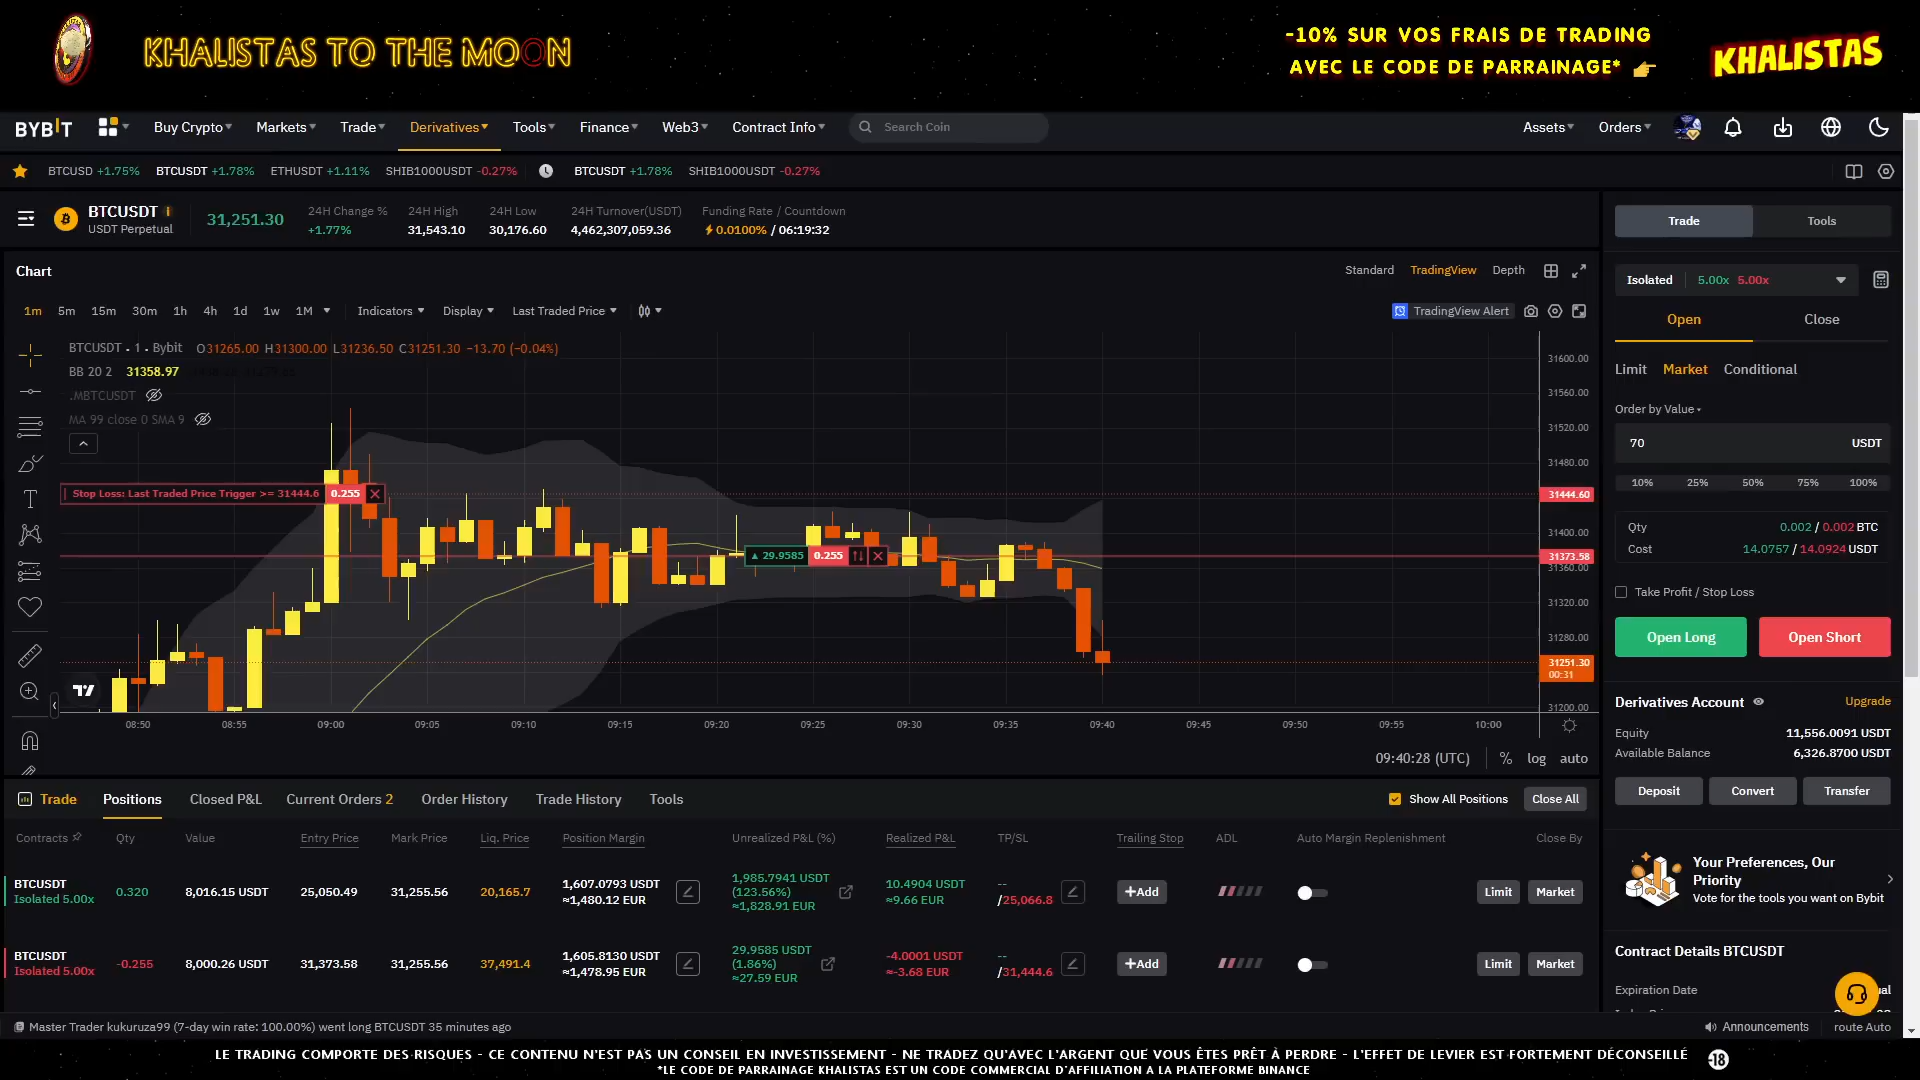 KHALISTAS TO THE MOON
-10% SUR VOS FRAIS DE TRADING
AVEC LE CODE DE PARRAINAGE* 👉
KHALISTAS
BYBIT Buy Crypto Markets Trade Derivatives Tools Finance Web3 Contract Info Search Coin Assets Orders
BTCUSD +1.75% BTCUSDT +1.78% ETHUSDT +1.11% SHIB1000USDT -0.27% BTCUSDT +1.78% SHIB1000USDT -0.27%
BTCUSDT
USDT Perpetual
31,251.30
24H Change % 24H High 24H Low 24H Turnover(USDT) Funding Rate / Countdown
+1.77% 31,543.10 30,176.60 4,462,307,059.36 0.0100% / 06:19:32
Chart
Standard TradingView Depth
1m 5m 15m 30m 1h 4h 1d 1w 1M Indicators Display Last Traded Price TradingView Alert
BTCUSDT · 1 · Bybit O31265.00 H31300.00 L31236.50 C31251.30 −13.70 (−0.04%)
BB 20 2 31358.97
.MBTCUSDT
MA 99 close 0 SMA 9
Stop Loss: Last Traded Price Trigger >= 31444.6 0.255
29.9585 0.255
31600.00
31560.00
31520.00
31480.00
31444.60
31400.00
31373.58
31360.00
31320.00
31280.00
31251.30
00:31
31200.00
08:50 08:55 09:00 09:05 09:10 09:15 09:20 09:25 09:30 09:35 09:40 09:45 09:50 09:55 10:00
09:40:28 (UTC) % log auto
Trade Positions Closed P&L Current Orders 2 Order History Trade History Tools Show All Positions Close All
Contracts Qty Value Entry Price Mark Price Liq. Price Position Margin Unrealized P&L (%) Realized P&L TP/SL Trailing Stop ADL Auto Margin Replenishment Close By
BTCUSDT
Isolated 5.00x
0.320 8,016.15 USDT 25,050.49 31,255.56 20,165.7
1,607.0793 USDT
≈1,480.12 EUR
1,985.7941 USDT
(123.56%)
≈1,828.91 EUR
10.4904 USDT
≈9.66 EUR
--
/25,066.8
+Add Limit Market
BTCUSDT
Isolated 5.00x
-0.255 8,000.26 USDT 31,373.58 31,255.56 37,491.4
1,605.8130 USDT
≈1,478.95 EUR
29.9585 USDT
(1.86%)
≈27.59 EUR
-4.0001 USDT
≈-3.68 EUR
--
/31,444.6
+Add Limit Market
Trade Tools
Isolated 5.00x 5.00x
Open Close
Limit Market Conditional
Order by Value
70 USDT
10% 25% 50% 75% 100%
Qty 0.002 / 0.002 BTC
Cost 14.0757 / 14.0924 USDT
Take Profit / Stop Loss
Open Long Open Short
Derivatives Account Upgrade
Equity 11,556.0091 USDT
Available Balance 6,326.8700 USDT
Deposit Convert Transfer
Your Preferences, Our
Priority
Vote for the tools you want on Bybit
Contract Details BTCUSDT
Expiration Date
Master Trader kukuruza99 (7-day win rate: 100.00%) went long BTCUSDT 35 minutes ago
Announcements route Auto
LE TRADING COMPORTE DES RISQUES - CE CONTENU N'EST PAS UN CONSEIL EN INVESTISSEMENT - NE TRADEZ QU'AVEC L'ARGENT QUE VOUS ÊTES PRÊT À PERDRE - L'EFFET DE LEVIER EST FORTEMENT DÉCONSEILLÉ
-18
*LE CODE DE PARRAINAGE KHALISTAS EST UN CODE COMMERCIAL D'AFFILIATION A LA PLATEFORME BINANCE